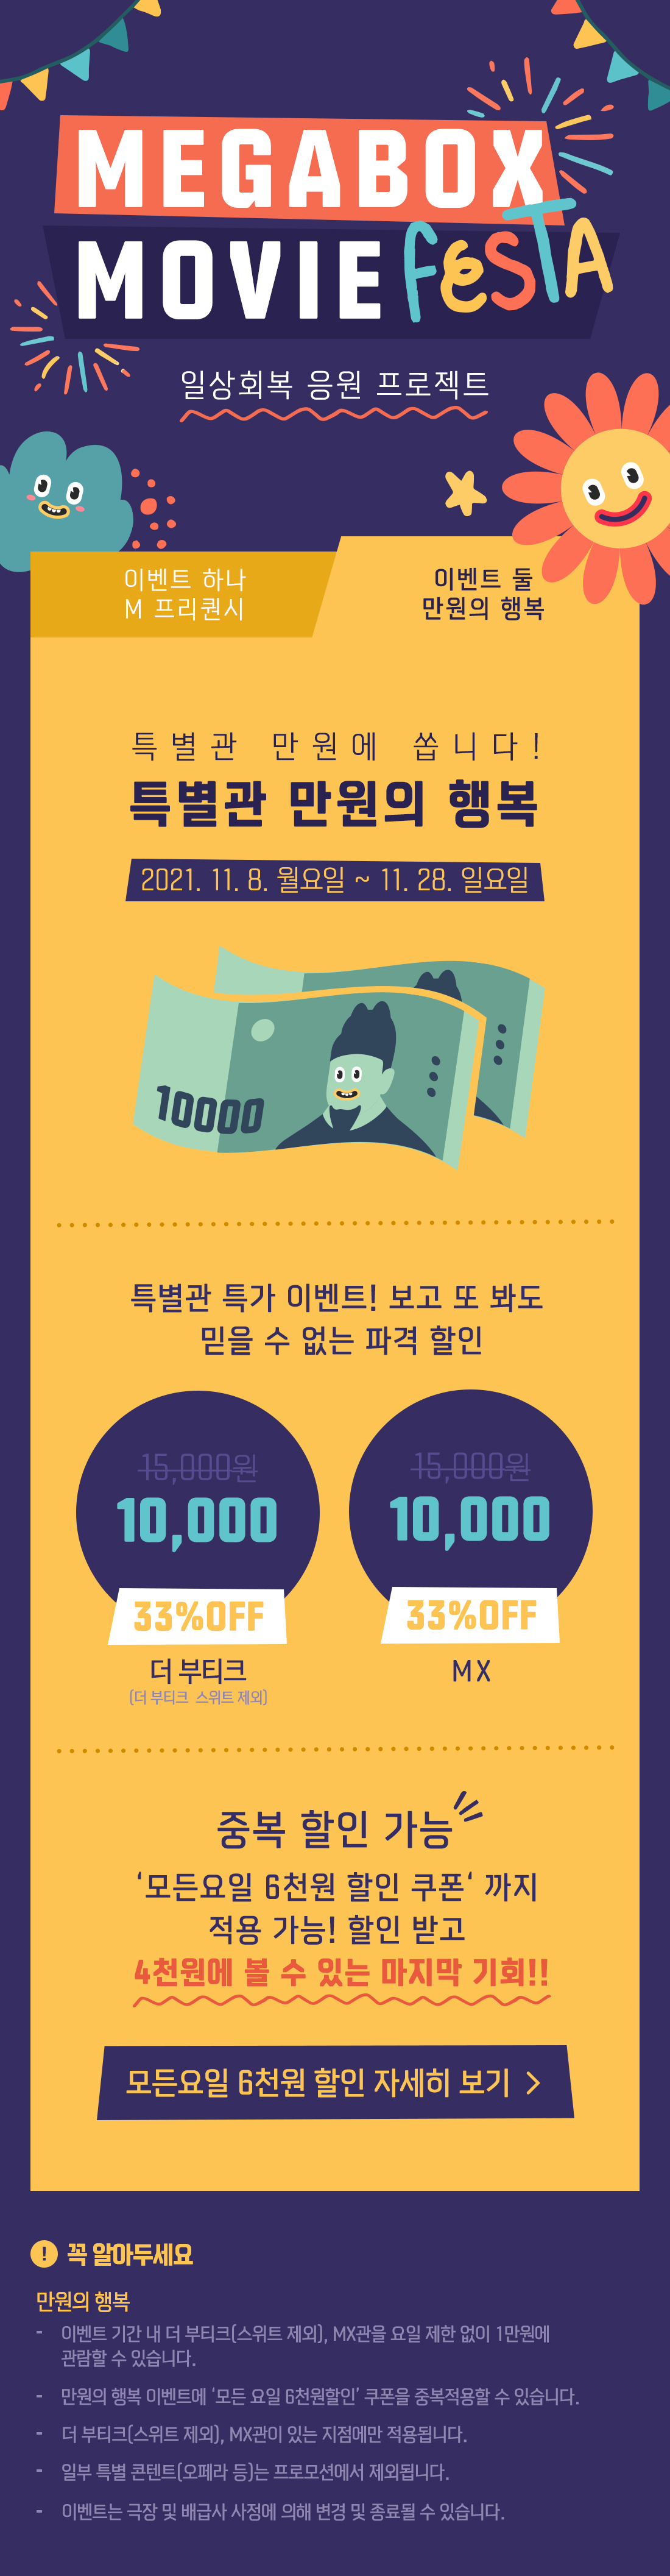 MEGABOX
MOVIE FeSTA
일상회복 응원 프로젝트
이벤트 하나
M 프리퀀시
이벤트 둘
만원의 행복
특별관 만원에 쏩니다!
특별관 만원의 행복
2021. 11. 8. 월요일 ~ 11. 28. 일요일
10000
특별관 특가 이벤트! 보고 또 봐도
믿을 수 없는 파격 할인
15,000원
10,000
33%OFF
더 부티크
(더 부티크 스위트 제외)
15,000원
10,000
33%OFF
MX
중복 할인 가능
‘모든요일 6천원 할인 쿠폰‘ 까지
적용 가능! 할인 받고
4천원에 볼 수 있는 마지막 기회!!
모든요일 6천원 할인 자세히 보기 >
! 꼭 알아두세요
만원의 행복
- 이벤트 기간 내 더 부티크(스위트 제외), MX관을 요일 제한 없이 1만원에
관람할 수 있습니다.
- 만원의 행복 이벤트에 ‘모든 요일 6천원할인’ 쿠폰을 중복적용할 수 있습니다.
- 더 부티크(스위트 제외), MX관이 있는 지점에만 적용됩니다.
- 일부 특별 콘텐트(오페라 등)는 프로모션에서 제외됩니다.
- 이벤트는 극장 및 배급사 사정에 의해 변경 및 종료될 수 있습니다.